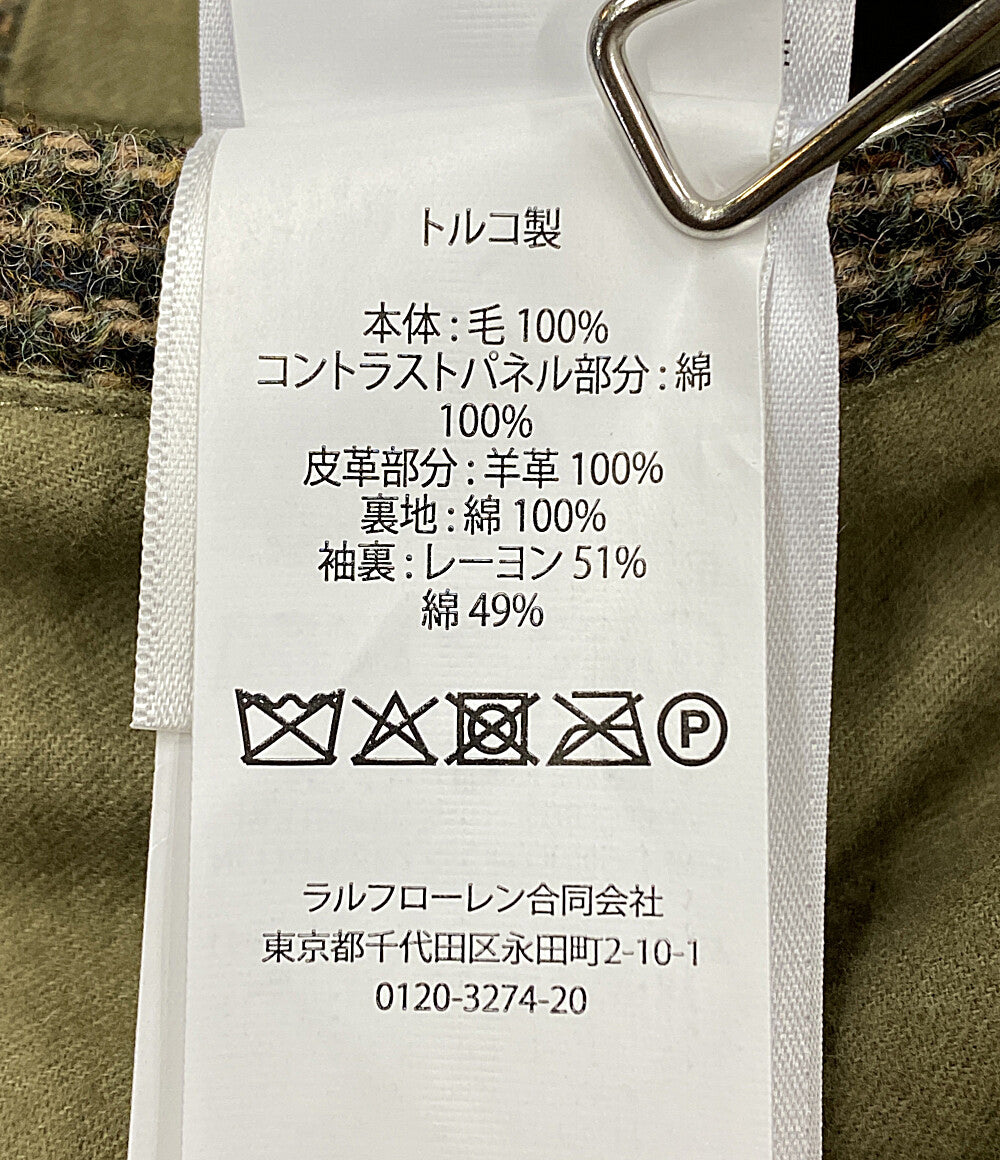 トルコ製
本体 : 毛 100%
コントラストパネル部分 : 綿
100%
皮革部分 : 羊革 100%
裏地 : 綿 100%
袖裏 : レーヨン 51%
綿 49%
P
ラルフローレン合同会社
東京都千代田区永田町2-10-1
0120-3274-20